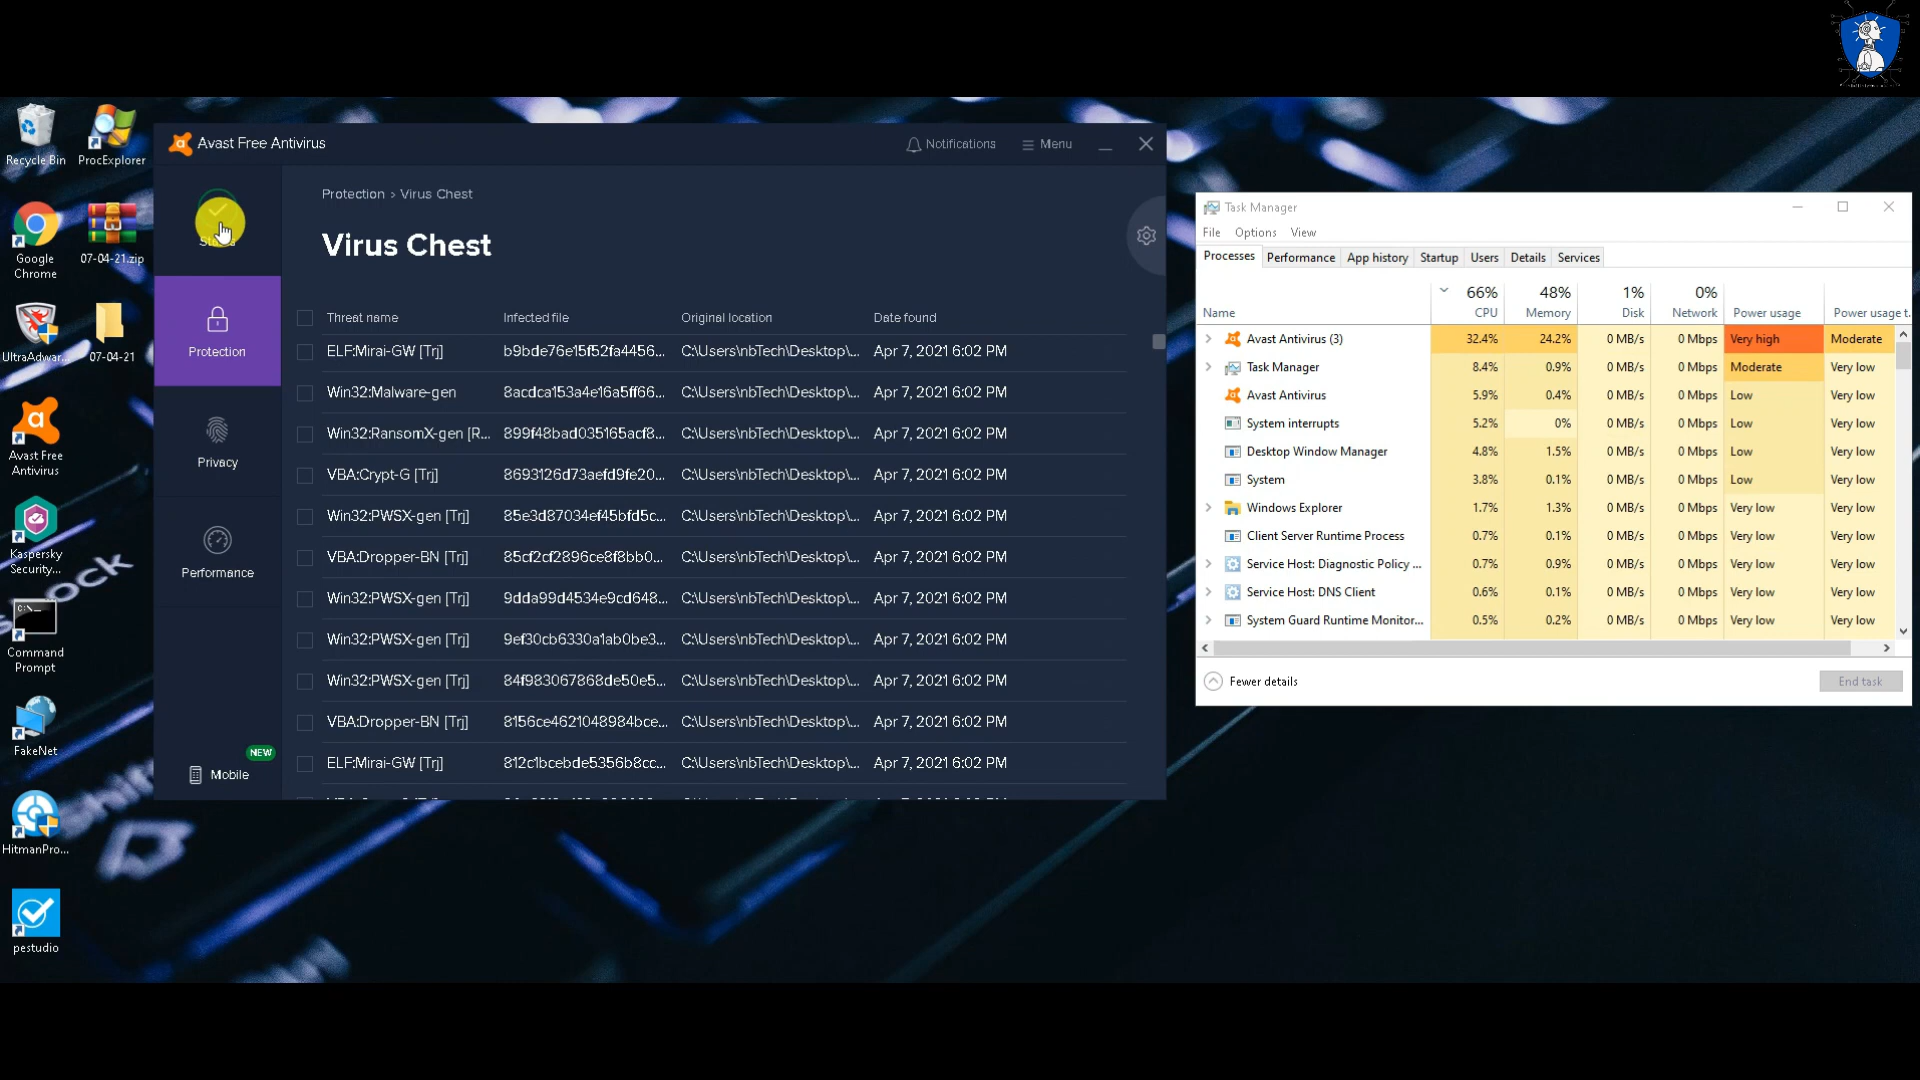 Recycle Bin
ProcExplorer
Google
Chrome
07-04-21.zip
UltraAdwar...
07-04-21
Avast Free
Antivirus
Kaspersky
Security...
Command
Prompt
FakeNet
HitmanPro...
pestudio
Avast Free Antivirus
Notifications
Menu
Protection
Privacy
Performance
NEW
Mobile
Protection > Virus Chest
Virus Chest
Threat name Infected file Original location Date found
ELF:Mirai-GW [Trj] b9bde76e15f52fa4456... C:\Users\nbTech\Desktop\... Apr 7, 2021 6:02 PM
Win32:Malware-gen 8acdca153a4e16a5ff66... C:\Users\nbTech\Desktop\... Apr 7, 2021 6:02 PM
Win32:RansomX-gen [R... 899f48bad035165acf8... C:\Users\nbTech\Desktop\... Apr 7, 2021 6:02 PM
VBA:Crypt-G [Trj] 8693126d73aefd9fe20... C:\Users\nbTech\Desktop\... Apr 7, 2021 6:02 PM
Win32:PWSX-gen [Trj] 85e3d87034ef45bfd5c... C:\Users\nbTech\Desktop\... Apr 7, 2021 6:02 PM
VBA:Dropper-BN [Trj] 85cf2cf2896ce8f8bb0... C:\Users\nbTech\Desktop\... Apr 7, 2021 6:02 PM
Win32:PWSX-gen [Trj] 9dda99d4534e9cd648... C:\Users\nbTech\Desktop\... Apr 7, 2021 6:02 PM
Win32:PWSX-gen [Trj] 9ef30cb6330a1ab0be3... C:\Users\nbTech\Desktop\... Apr 7, 2021 6:02 PM
Win32:PWSX-gen [Trj] 84f983067868de50e5... C:\Users\nbTech\Desktop\... Apr 7, 2021 6:02 PM
VBA:Dropper-BN [Trj] 8156ce4621048984bce... C:\Users\nbTech\Desktop\... Apr 7, 2021 6:02 PM
ELF:Mirai-GW [Trj] 812c1bcebde5356b8cc... C:\Users\nbTech\Desktop\... Apr 7, 2021 6:02 PM
Task Manager
File Options View
Processes Performance App history Startup Users Details Services
66% 48% 1% 0%
Name CPU Memory Disk Network Power usage Power usage t...
Avast Antivirus (3) 32.4% 24.2% 0 MB/s 0 Mbps Very high Moderate
Task Manager 8.4% 0.9% 0 MB/s 0 Mbps Moderate Very low
Avast Antivirus 5.9% 0.4% 0 MB/s 0 Mbps Low Very low
System interrupts 5.2% 0% 0 MB/s 0 Mbps Low Very low
Desktop Window Manager 4.8% 1.5% 0 MB/s 0 Mbps Low Very low
System 3.8% 0.1% 0 MB/s 0 Mbps Low Very low
Windows Explorer 1.7% 1.3% 0 MB/s 0 Mbps Very low Very low
Client Server Runtime Process 0.7% 0.1% 0 MB/s 0 Mbps Very low Very low
Service Host: Diagnostic Policy ... 0.7% 0.9% 0 MB/s 0 Mbps Very low Very low
Service Host: DNS Client 0.6% 0.1% 0 MB/s 0 Mbps Very low Very low
System Guard Runtime Monitor... 0.5% 0.2% 0 MB/s 0 Mbps Very low Very low
Fewer details
End task